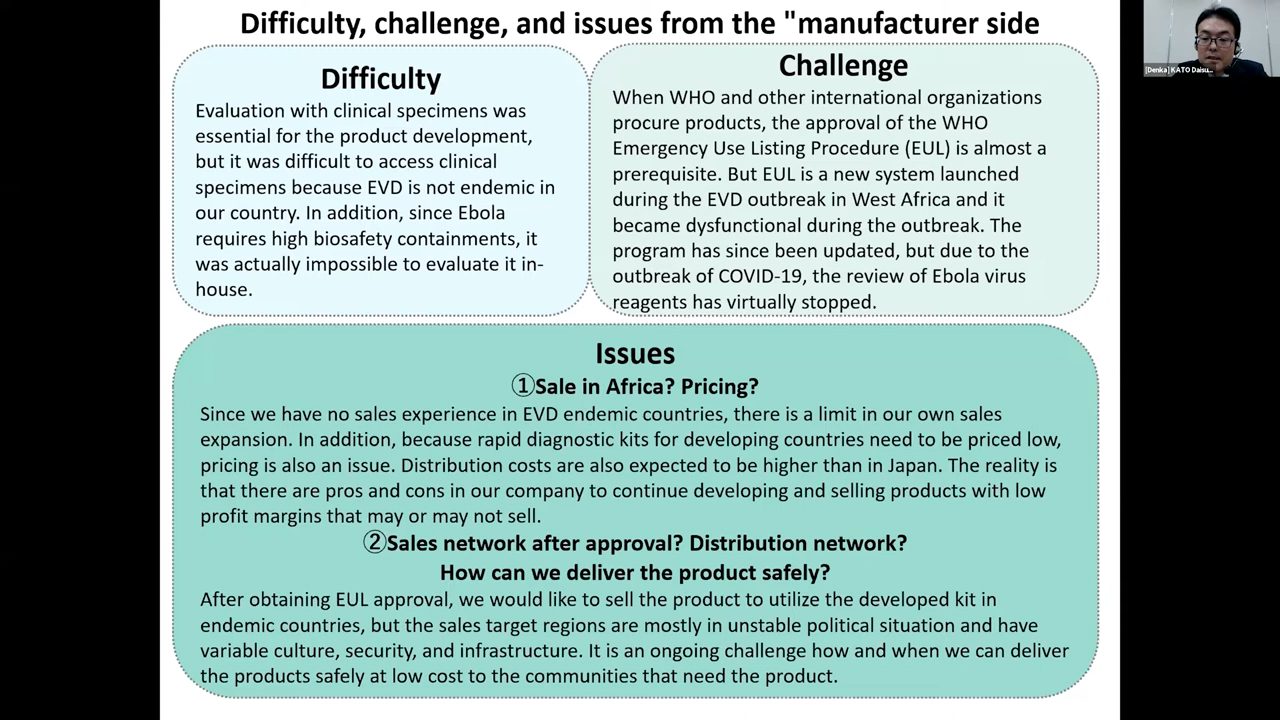 Difficulty, challenge, and issues from the "manufacturer side
Difficulty
Evaluation with clinical specimens was
essential for the product development,
but it was difficult to access clinical
specimens because EVD is not endemic in
our country. In addition, since Ebola
requires high biosafety containments, it
was actually impossible to evaluate it in-
house.
Challenge
When WHO and other international organizations
procure products, the approval of the WHO
Emergency Use Listing Procedure (EUL) is almost a
prerequisite. But EUL is a new system launched
during the EVD outbreak in West Africa and it
became dysfunctional during the outbreak. The
program has since been updated, but due to the
outbreak of COVID-19, the review of Ebola virus
reagents has virtually stopped.
Issues
①Sale in Africa? Pricing?
Since we have no sales experience in EVD endemic countries, there is a limit in our own sales
expansion. In addition, because rapid diagnostic kits for developing countries need to be priced low,
pricing is also an issue. Distribution costs are also expected to be higher than in Japan. The reality is
that there are pros and cons in our company to continue developing and selling products with low
profit margins that may or may not sell.
②Sales network after approval? Distribution network?
How can we deliver the product safely?
After obtaining EUL approval, we would like to sell the product to utilize the developed kit in
endemic countries, but the sales target regions are mostly in unstable political situation and have
variable culture, security, and infrastructure. It is an ongoing challenge how and when we can deliver
the products safely at low cost to the communities that need the product.
[Denka] KATO Daisu...